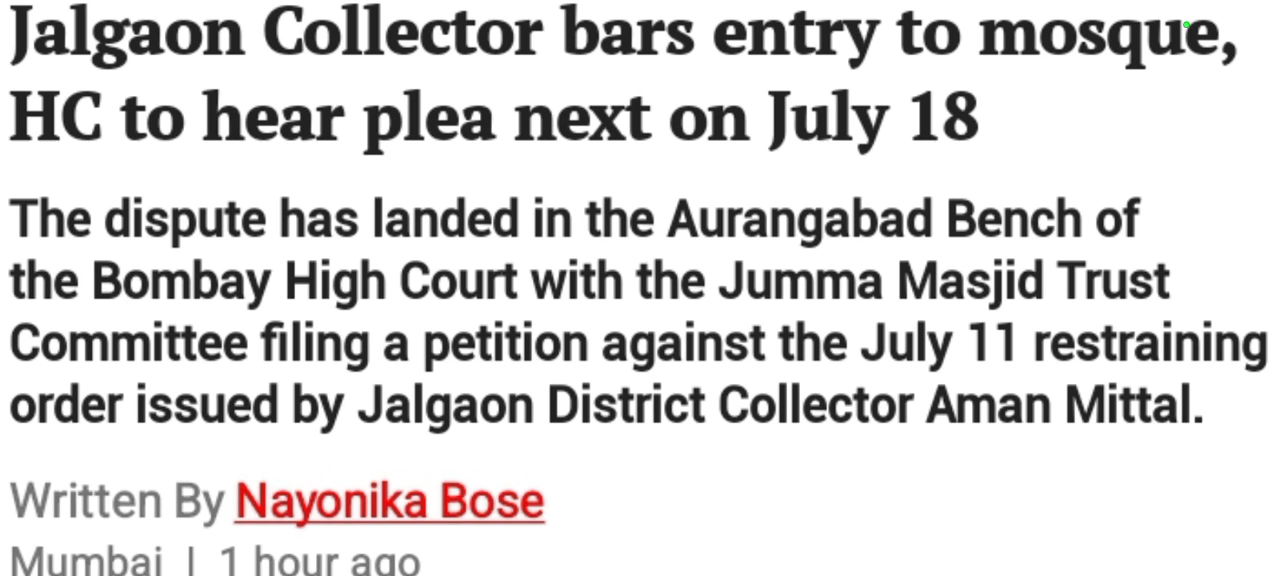 Jalgaon Collector bars entry to mosque,
HC to hear plea next on July 18
The dispute has landed in the Aurangabad Bench of
the Bombay High Court with the Jumma Masjid Trust
Committee filing a petition against the July 11 restraining
order issued by Jalgaon District Collector Aman Mittal.
Written By Nayonika Bose
Mumbai | 1 hour ago